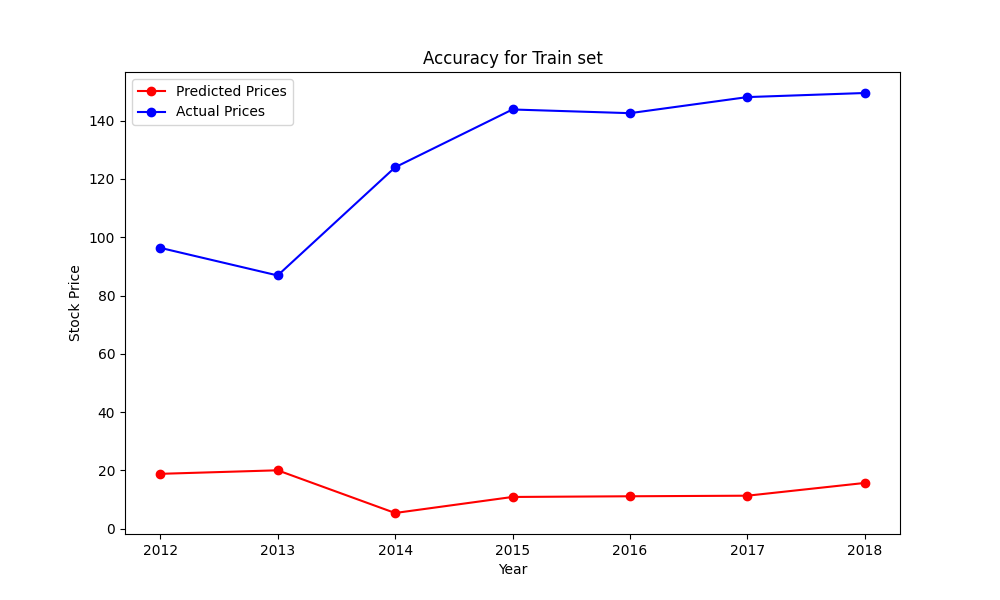 Accuracy for Train set
Predicted Prices
Actual Prices
Stock Price
140
120
100
80
60
40
20
0
2012 2013 2014 2015 2016 2017 2018
Year